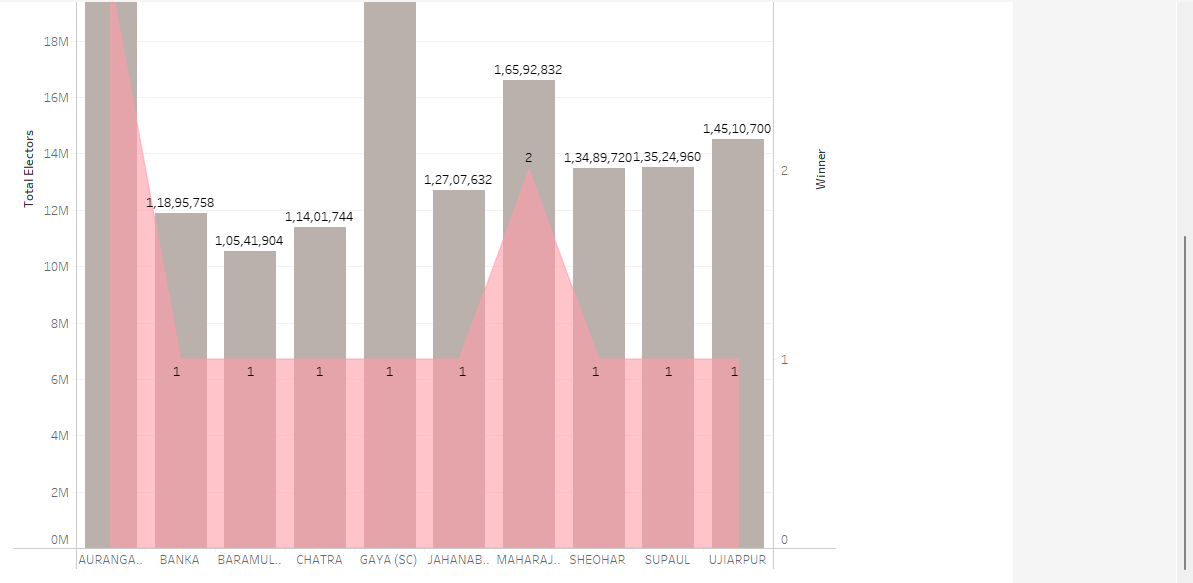 18M
16M
14M
12M
10M
8M
6M
4M
2M
0M
Total Electors
1,18,95,758
1,05,41,904
1,14,01,744
1,27,07,632
1,65,92,832
1,34,89,720
1,35,24,960
1,45,10,700
2
1
1
1
1
1
1
1
1
2
1
0
Winner
AURANGA..
BANKA
BARAMUL..
CHATRA
GAYA (SC)
JAHANAB..
MAHARAJ..
SHEOHAR
SUPAUL
UJIARPUR